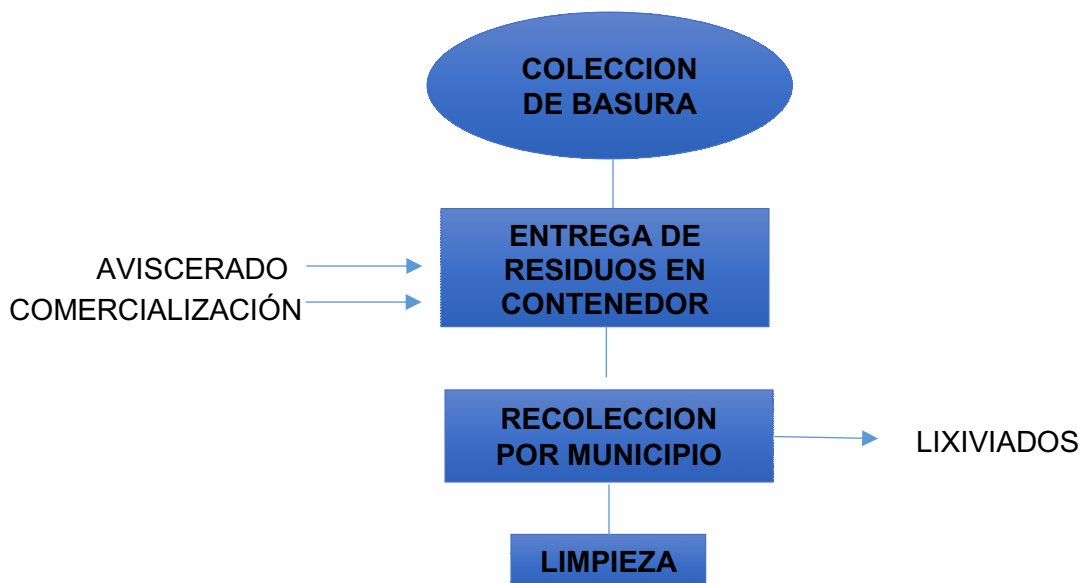 COLECCION
DE BASURA
ENTREGA DE
RESIDUOS EN
CONTENEDOR
AVISCERADO
COMERCIALIZACIÓN
RECOLECCION
POR MUNICIPIO
LIXIVIADOS
LIMPIEZA